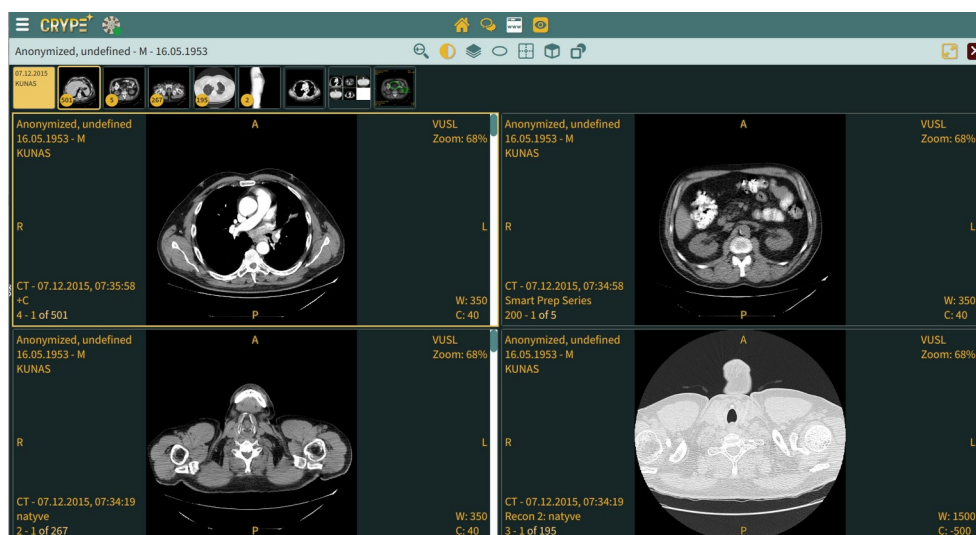 CRYPE+
www
Anonymized, undefined - M - 16.05.1953
07.12.2015
KUNAS
501
5
267
195
2
Anonymized, undefined
16.05.1953 - M
KUNAS
A
VUSL
Zoom: 68%
R
L
CT - 07.12.2015, 07:35:58
+C
4 - 1 of 501
P
W: 350
C: 40
Anonymized, undefined
16.05.1953 - M
KUNAS
A
VUSL
Zoom: 68%
R
L
CT - 07.12.2015, 07:34:58
Smart Prep Series
200 - 1 of 5
P
W: 350
C: 40
Anonymized, undefined
16.05.1953 - M
KUNAS
A
VUSL
Zoom: 68%
R
L
CT - 07.12.2015, 07:34:19
natyve
2 - 1 of 267
P
W: 350
C: 40
Anonymized, undefined
16.05.1953 - M
KUNAS
A
VUSL
Zoom: 68%
R
L
CT - 07.12.2015, 07:34:19
Recon 2: natyve
3 - 1 of 195
P
W: 1500
C: -500